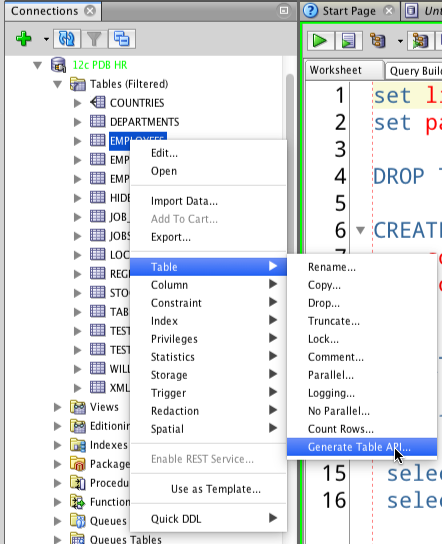 Connections
Start Page
12c PDB HR
Worksheet
Query Buil
Tables (Filtered)
COUNTRIES
DEPARTMENTS
EMPLOYEES
EMP
EMP
HIDE
JOB_
JOBS
LOC
REG
STO
TAB
TEST
TEST
WILL
XML
Views
Editionin
Indexes
Package
Procedu
Function
Queues
Queues Tables
Edit...
Open
Import Data...
Add To Cart...
Export...
Table
Column
Constraint
Index
Privileges
Statistics
Storage
Trigger
Redaction
Spatial
Enable REST Service...
Use as Template...
Quick DDL
Rename...
Copy...
Drop...
Truncate...
Lock...
Comment...
Parallel...
Logging...
No Parallel...
Count Rows...
Generate Table API...
1 set li
2 set pa
3
4 DROP T
5
6 CREATE
7
15 selec
16 selec